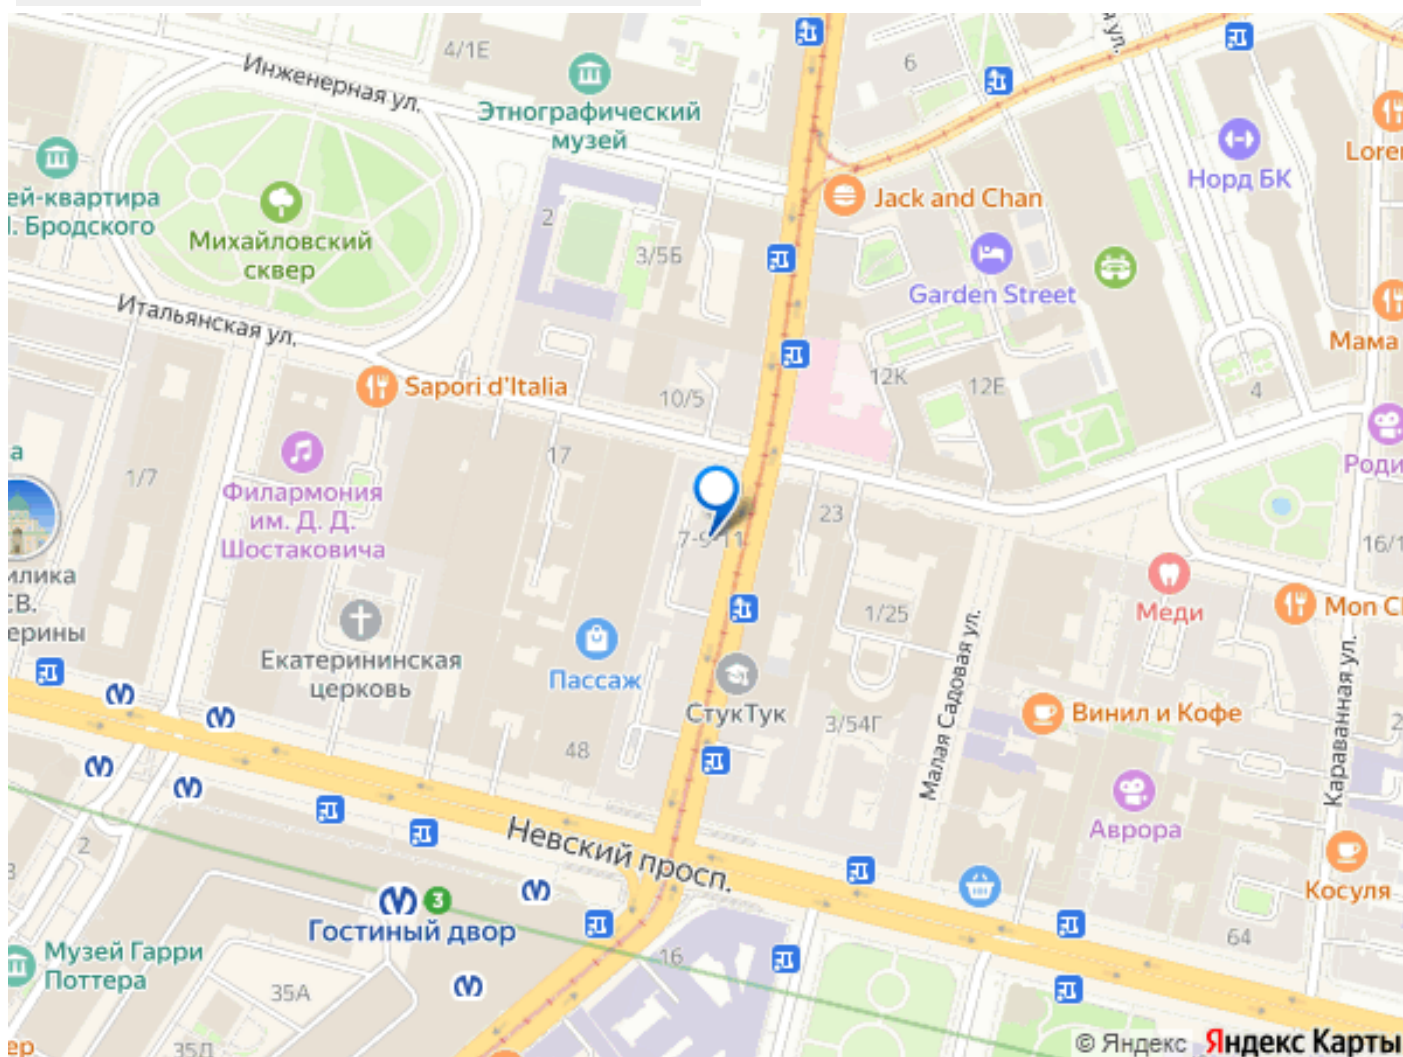 4/1Е
6
Инженерная ул.
Этнографический
музей
Норд БК
Jack and Chan
ей-квартира
Бродского
2
3/5Б
Михайловский
сквер
Garden Street
Итальянская ул.
Мама
12К
12Е
4
Sapori d'Italia
10/5
17
1/7
Филармония
им. Д. Д.
Шостаковича
23
7-9-11
16/1
Меди
Mon C
1/25
илика
СВ.
ерины
Екатерининская
церковь
Пассаж
СтукТук
3/54Г
Малая Садовая ул.
Винил и Кофе
Караванная ул.
48
Аврора
2
Невский просп.
Косуля
3
Гостиный двор
Музей Гарри
Поттера
16
64
35А
35Д
© Яндекс Яндекс Карты